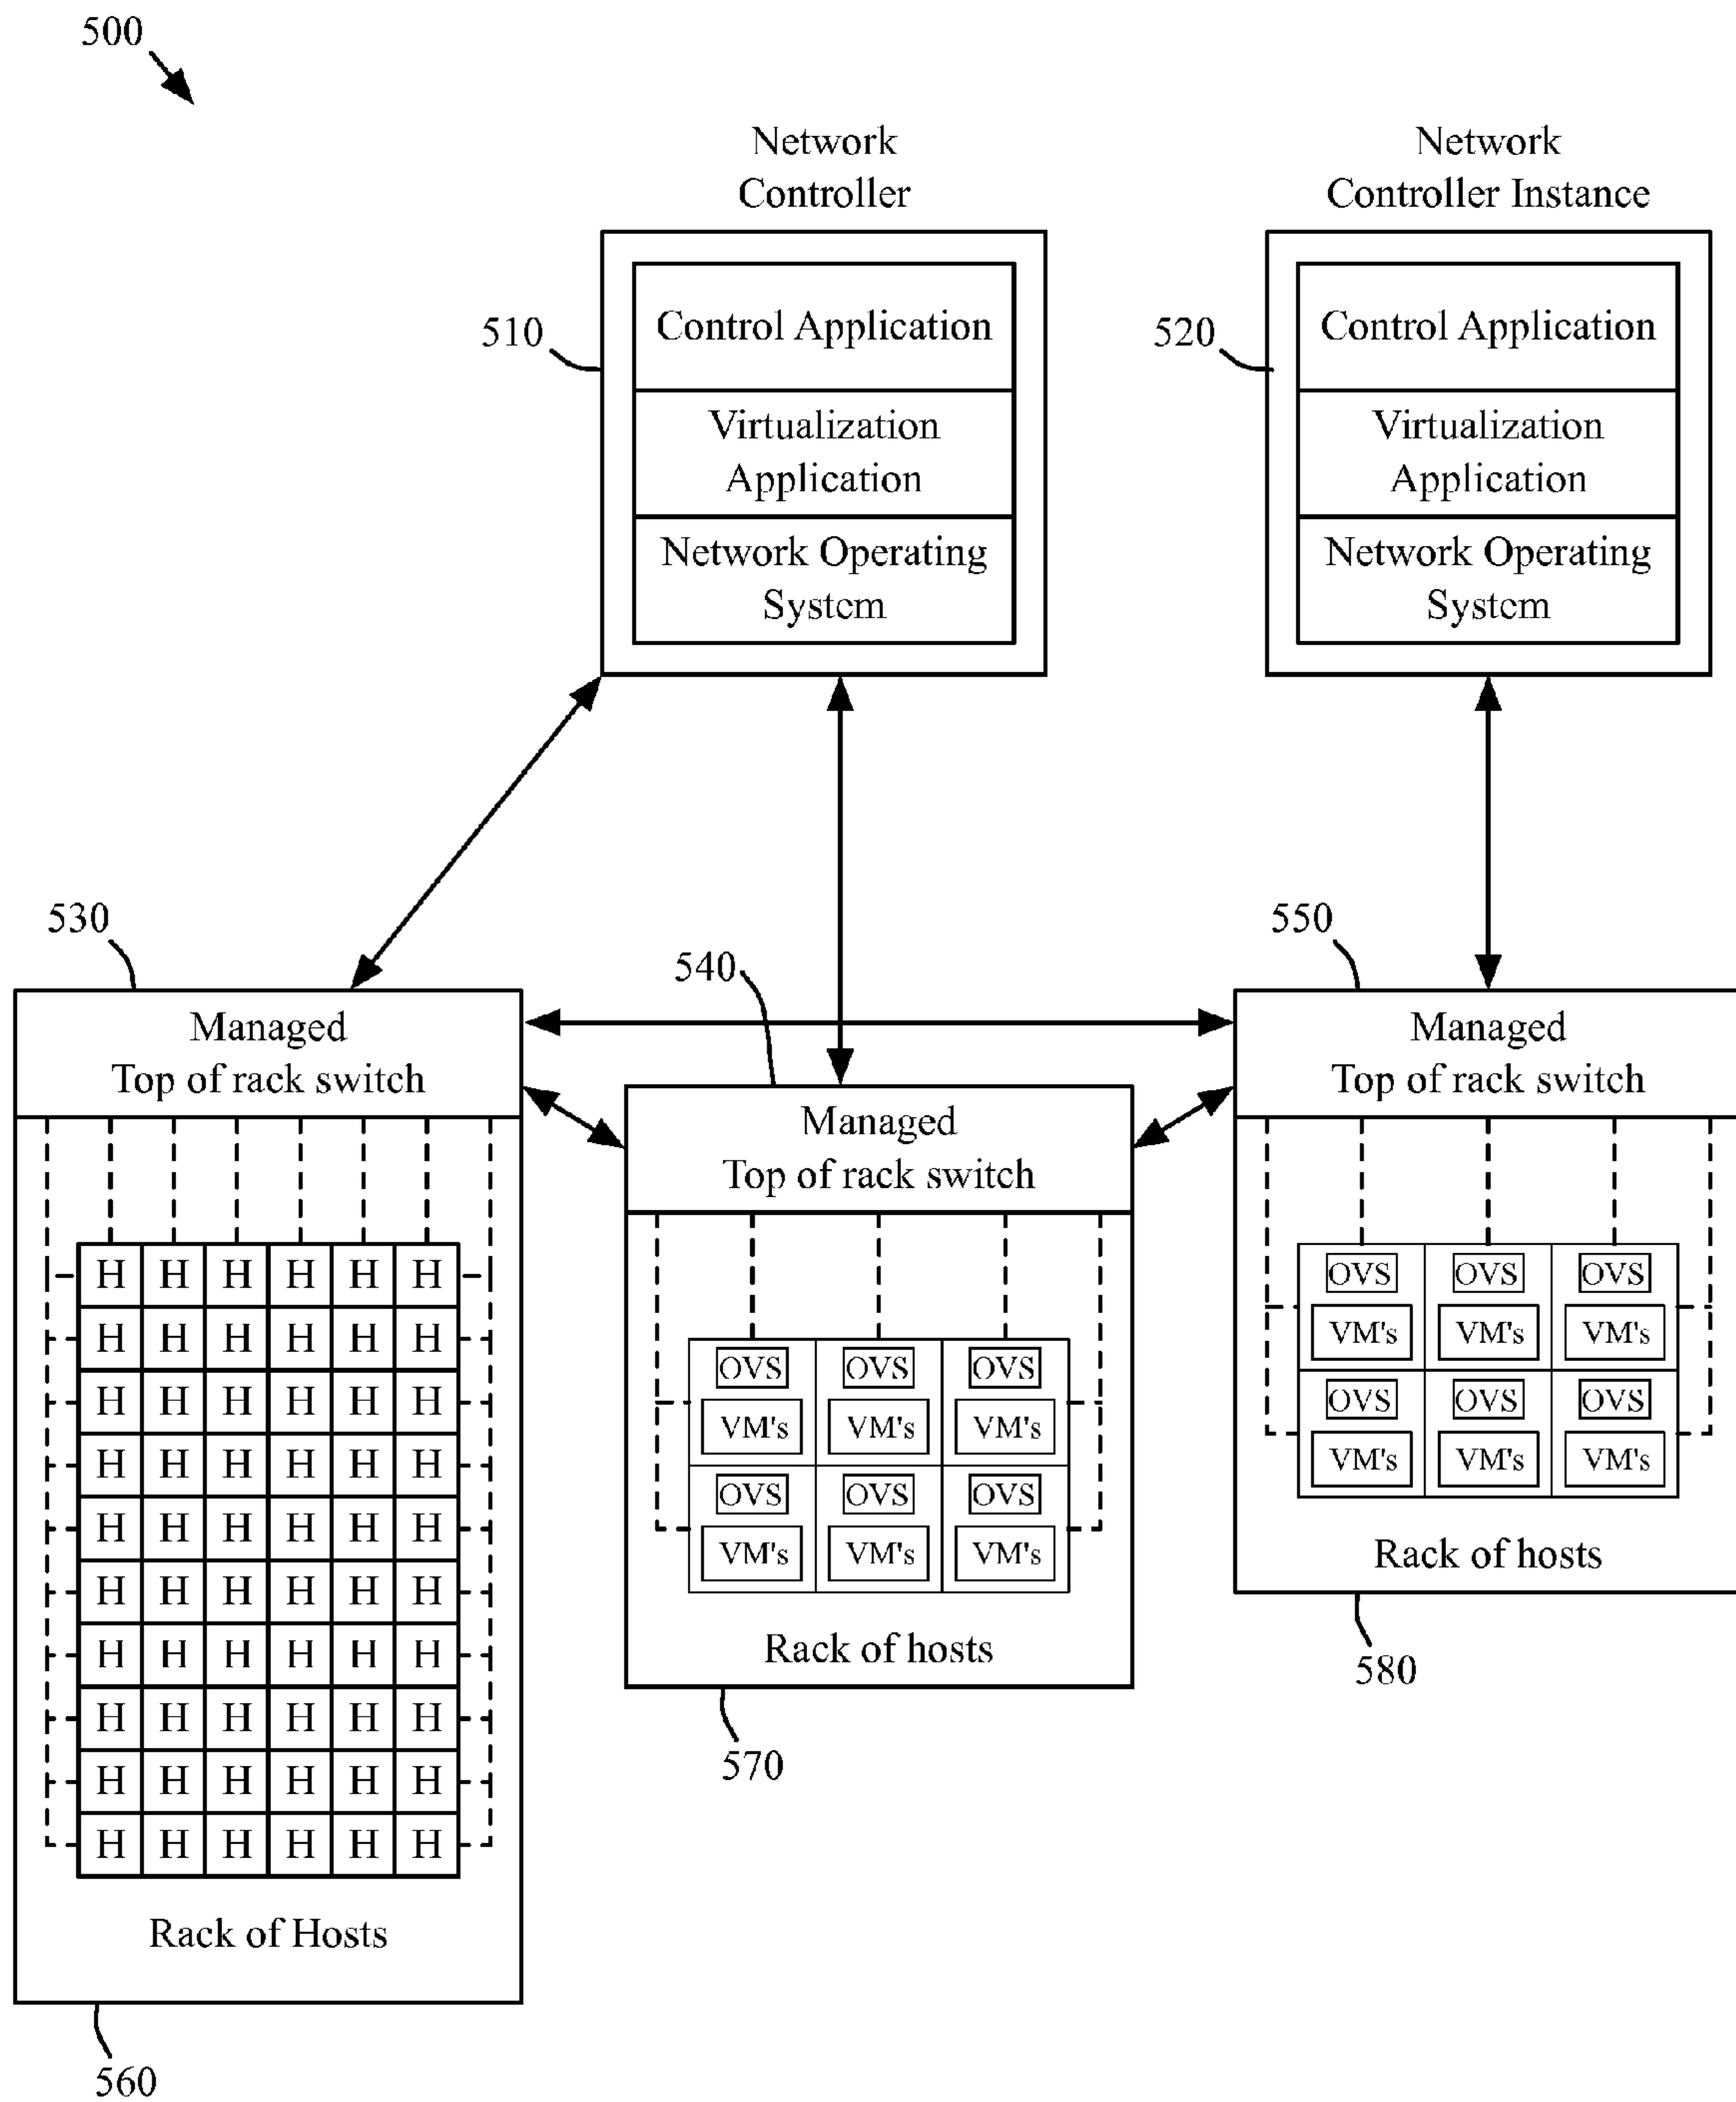 500
Network
Controller
Network
Controller Instance
510
Control Application
Virtualization
Application
Network Operating
System
520
Control Application
Virtualization
Application
Network Operating
System
530
Managed
Top of rack switch
540
Managed
Top of rack switch
550
Managed
Top of rack switch
H H H H H H
H H H H H H
H H H H H H
H H H H H H
H H H H H H
H H H H H H
H H H H H H
H H H H H H
H H H H H H
H H H H H H
Rack of Hosts
560
OVS OVS OVS
VM's VM's VM's
OVS OVS OVS
VM's VM's VM's
Rack of hosts
570
OVS OVS OVS
VM's VM's VM's
OVS OVS OVS
VM's VM's VM's
Rack of hosts
580